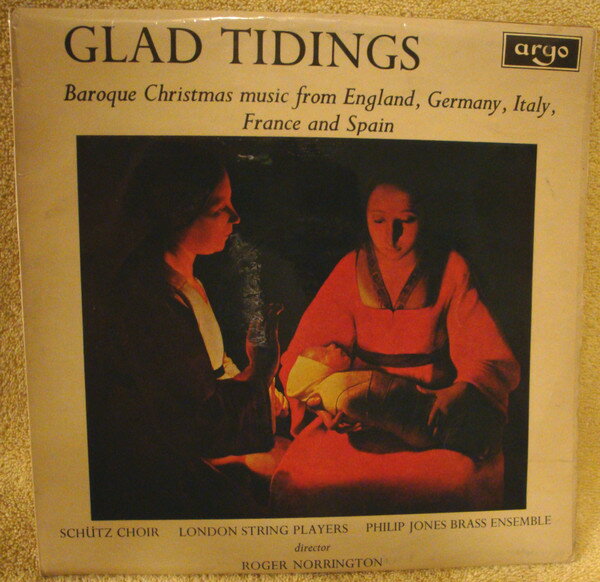 GLAD TIDINGS
argo
Baroque Christmas music from England, Germany, Italy,
France and Spain
SCHÜTZ CHOIR LONDON STRING PLAYERS PHILIP JONES BRASS ENSEMBLE
director
ROGER NORRINGTON